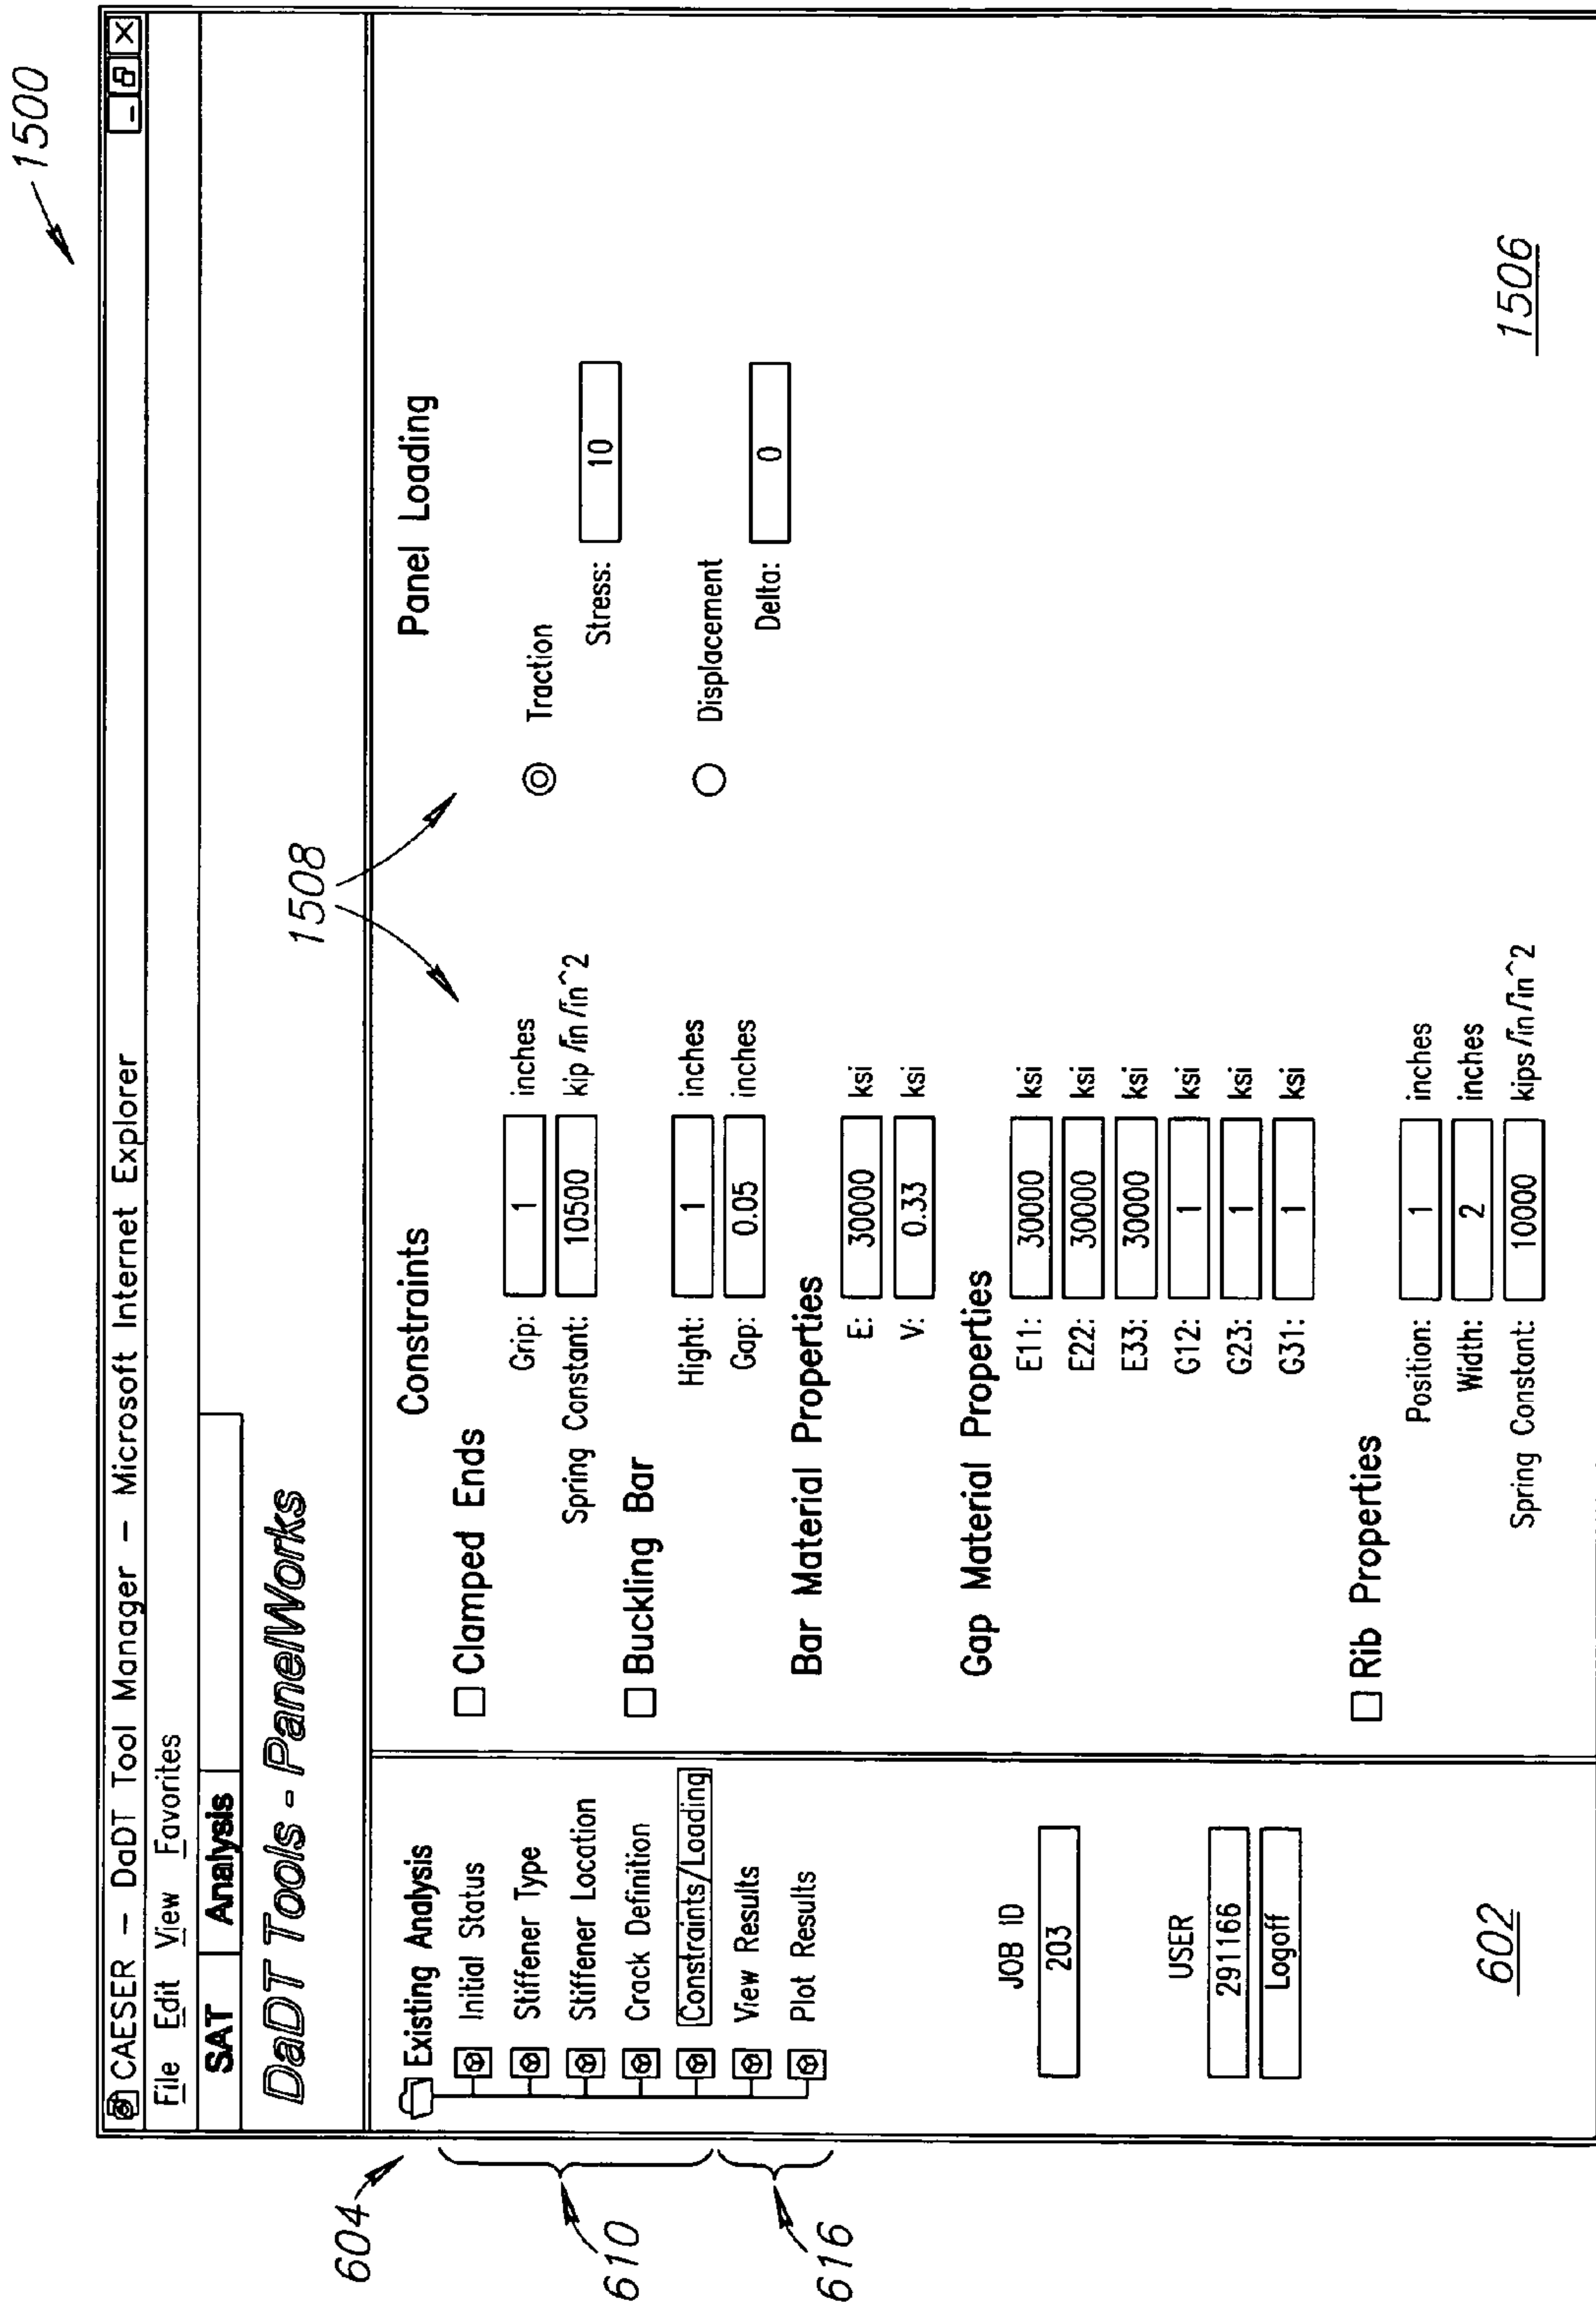 1500
CAESER – DaDT Tool Manager – Microsoft Internet Explorer
File Edit View Favorites
SAT Analysis
DaDT Tools - PanelWorks
1508
604
610
616
Existing Analysis
Initial Status
Stiffener Type
Stiffener Location
Crack Definition
Constraints/Loading
View Results
Plot Results
JOB ID
203
USER
291166
Logoff
602
Constraints
Clamped Ends
Grip: 1 inches
Spring Constant: 10500 kip/in/in^2
Buckling Bar
Hight: 1 inches
Gap: 0.05 inches
Bar Material Properties
E: 30000 ksi
V: 0.33 ksi
Gap Material Properties
E11: 30000 ksi
E22: 30000 ksi
E33: 30000 ksi
G12: 1 ksi
G23: 1 ksi
G31: 1 ksi
Rib Properties
Position: 1 inches
Width: 2 inches
Spring Constant: 10000 kips/in/in^2
Panel Loading
Traction
Stress: 10
Displacement
Delta: 0
1506